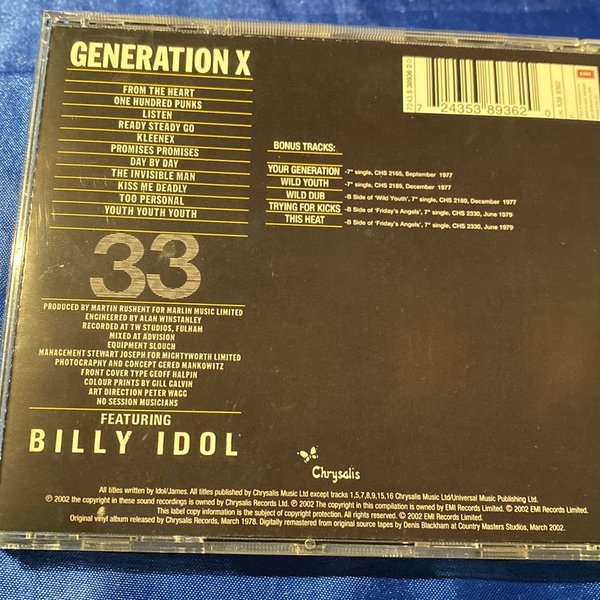 GENERATION X
FROM THE HEART
ONE HUNDRED PUNKS
LISTEN
READY STEADY GO
KLEENEX
PROMISES PROMISES
DAY BY DAY
THE INVISIBLE MAN
KISS ME DEADLY
TOO PERSONAL
YOUTH YOUTH YOUTH
33
PRODUCED BY MARTIN RUSHENT FOR MARLIN MUSIC LIMITED
ENGINEERED BY ALAN WINSTANLEY
RECORDED AT TW STUDIOS, FULHAM
MIXED AT ADVISION
EQUIPMENT SLOUCH
MANAGEMENT STEWART JOSEPH FOR MIGHTYWORTH LIMITED
PHOTOGRAPHY AND CONCEPT GERED MANKOWITZ
FRONT COVER TYPE GEOFF HALPIN
COLOUR PRINTS BY GILL GALVIN
ART DIRECTION PETER WAGG
NO SESSION MUSICIANS
FEATURING
BILLY IDOL
BONUS TRACKS:
YOUR GENERATION -7" single, CHS 2165, September 1977
WILD YOUTH -7" single, CHS 2189, December 1977
WILD DUB -B Side of "Wild Youth", 7" single, CHS 2189, December 1977
TRYING FOR KICKS -B Side of "Friday's Angels", 7" single, CHS 2330, June 1979
THIS HEAT -B Side of "Friday's Angels", 7" single, CHS 2330, June 1979
7243 5 38936 2 0
7 24353 89362 0
EMI
Chrysalis
All titles written by Idol/James. All titles published by Chrysalis Music Ltd except tracks 1,5,7,8,9,15,16 Chrysalis Music Ltd/Universal Music Publishing Ltd.
℗ 2002 the copyright in these sound recordings is owned by Chrysalis Records Ltd. ℗ 2002 The copyright in this compilation is owned by EMI Records Limited. © 2002 EMI Records Limited.
This label copy information is the subject of copyright protection. All rights reserved. © 2002 EMI Records Limited.
Original vinyl album released by Chrysalis Records, March 1978. Digitally remastered from original source tapes by Denis Blackham at Country Masters Studios, March 2002.